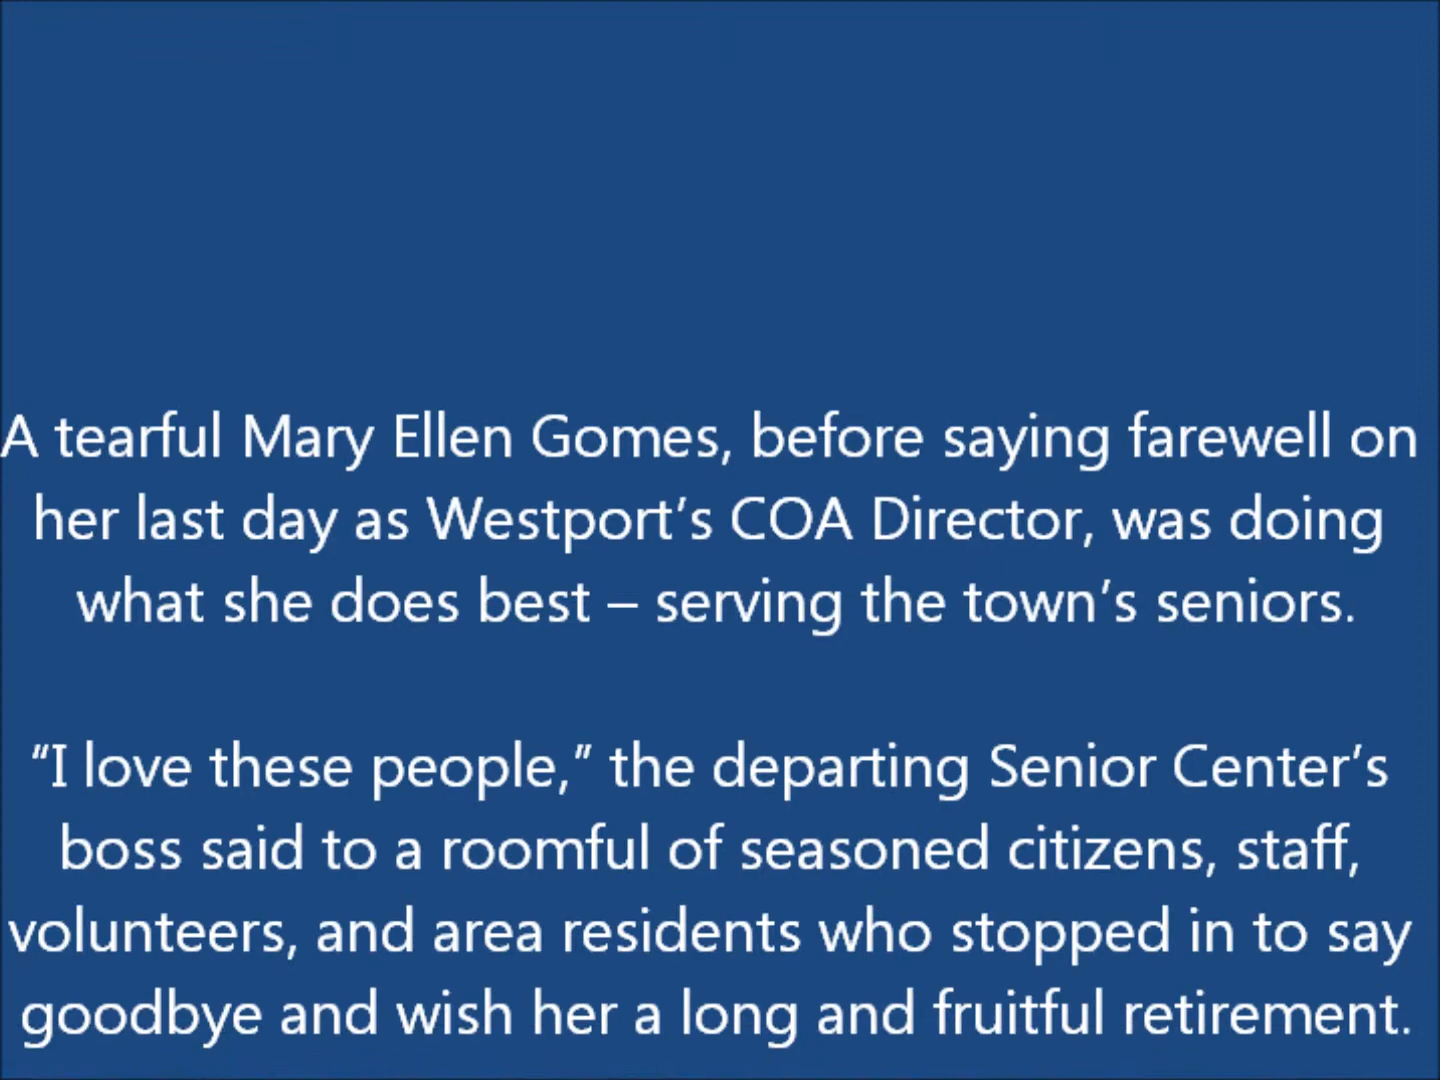 A tearful Mary Ellen Gomes, before saying farewell on
her last day as Westport’s COA Director, was doing
what she does best – serving the town’s seniors.
“I love these people,” the departing Senior Center’s
boss said to a roomful of seasoned citizens, staff,
volunteers, and area residents who stopped in to say
goodbye and wish her a long and fruitful retirement.